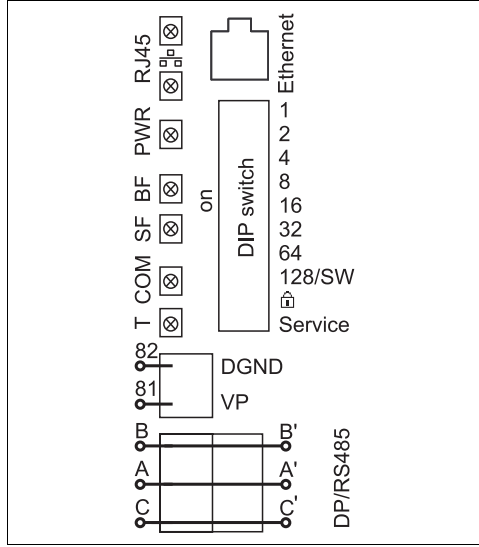 RJ45
Ethernet
PWR
BF
SF
COM
T
on
DIP switch
1
2
4
8
16
32
64
128/SW
Service
82
DGND
81
VP
B
B'
A
A'
C
C'
DP/RS485